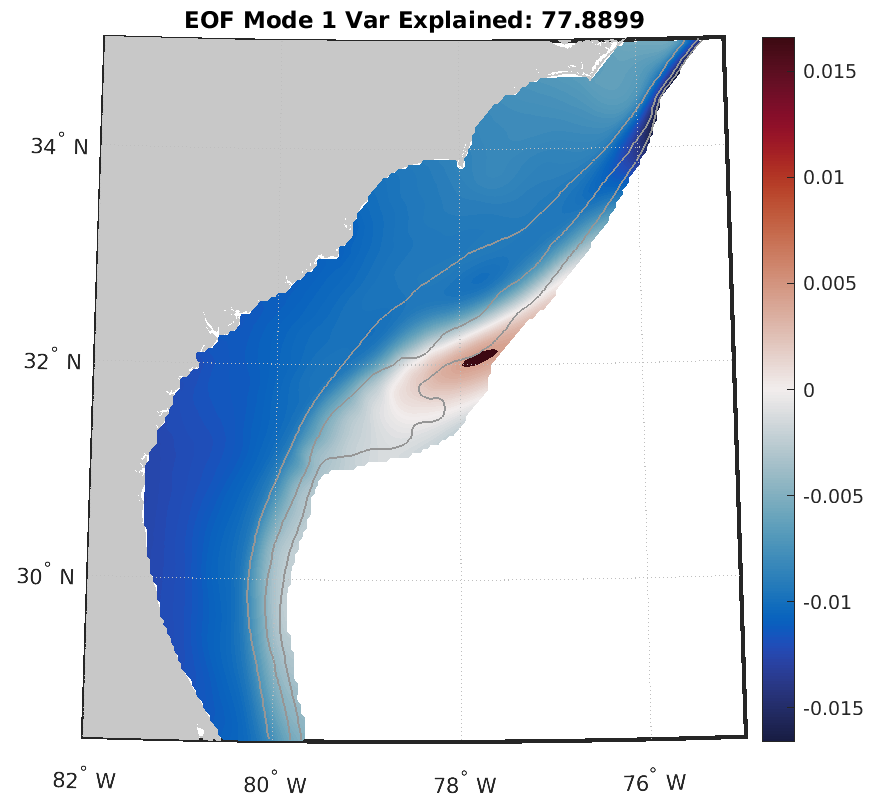 EOF Mode 1 Var Explained: 77.8899
0.015
34° N
0.01
0.005
32° N
0
-0.005
30° N
-0.01
-0.015
82° W
80° W
78° W
76° W